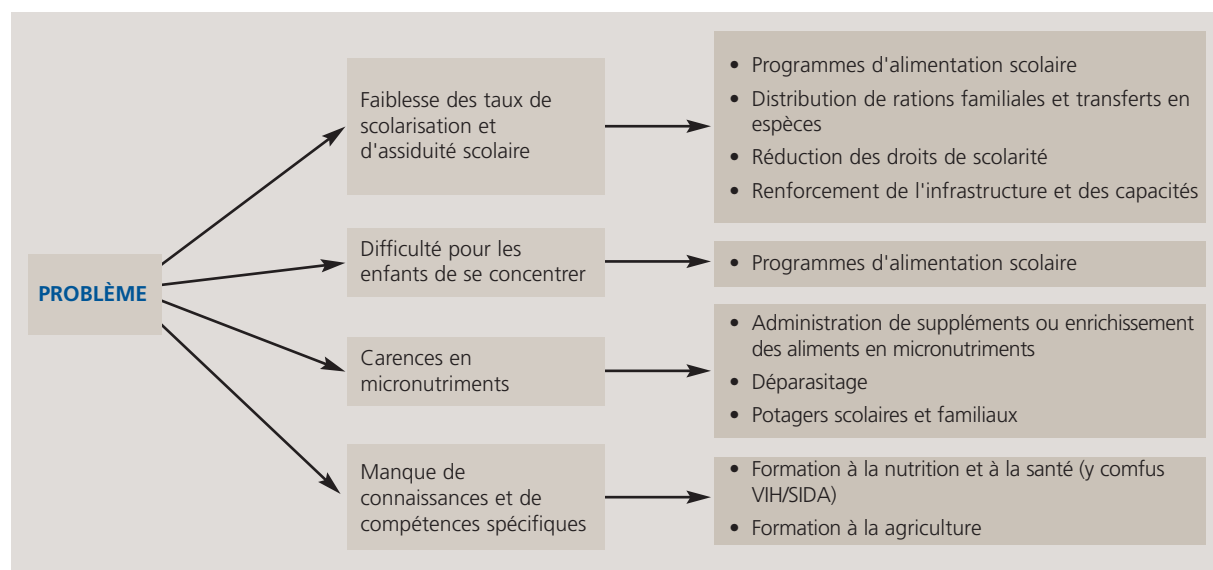 PROBLÈME
Faiblesse des taux de
scolarisation et
d'assiduité scolaire
• Programmes d'alimentation scolaire
• Distribution de rations familiales et transferts en
espèces
• Réduction des droits de scolarité
• Renforcement de l'infrastructure et des capacités
Difficulté pour les
enfants de se concentrer
• Programmes d'alimentation scolaire
Carences en
micronutriments
• Administration de suppléments ou enrichissement
des aliments en micronutriments
• Déparasitage
• Potagers scolaires et familiaux
Manque de
connaissances et de
compétences spécifiques
• Formation à la nutrition et à la santé (y comfus
VIH/SIDA)
• Formation à la agriculture